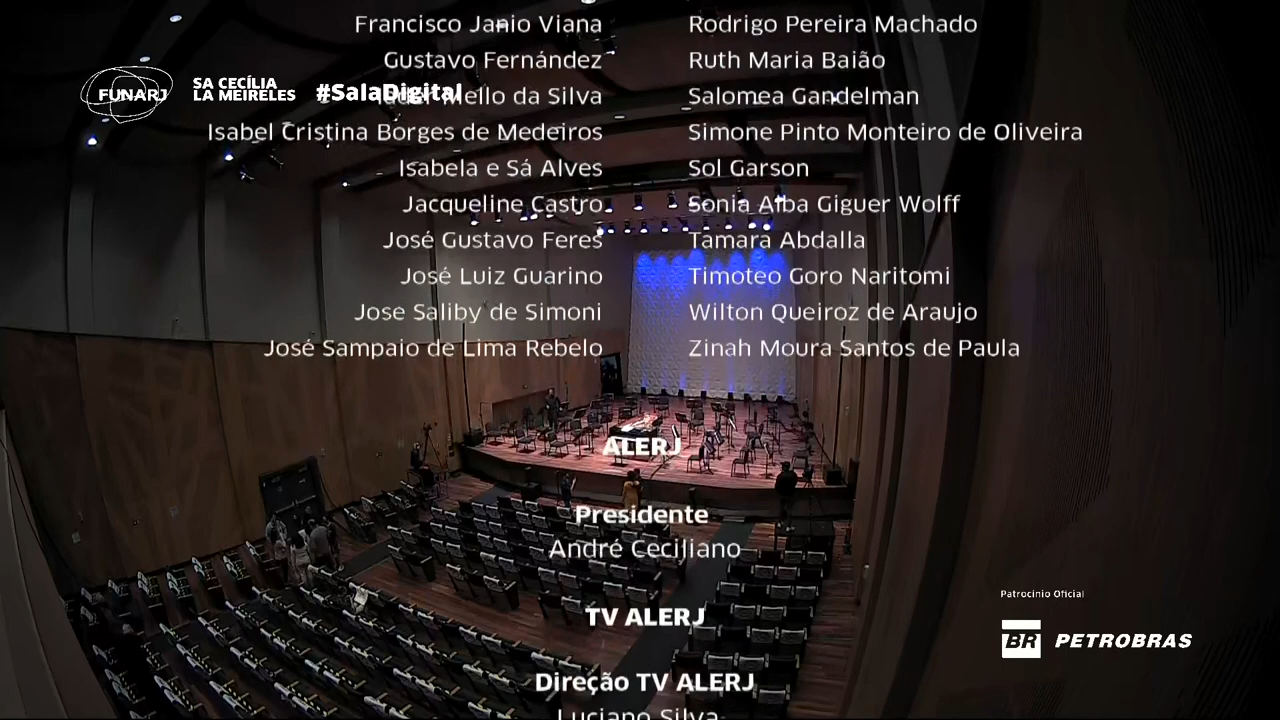 Francisco Janio Viana
Gustavo Fernández
Mello da Silva
Isabel Cristina Borges de Medeiros
Isabela e Sá Alves
Jacqueline Castro
José Gustavo Feres
José Luiz Guarino
Jose Saliby de Simoni
José Sampaio de Lima Rebelo
Rodrigo Pereira Machado
Ruth Maria Baião
Salomea Gandelman
Simone Pinto Monteiro de Oliveira
Sol Garson
Sonia Alba Giguer Wolff
Tamara Abdalla
Timoteo Goro Naritomi
Wilton Queiroz de Araujo
Zinah Moura Santos de Paula
FUNARJ
SA CECÍLIA
LA MEIRELES
#SalaDigital
ALERJ
Presidente
André Ceciliano
TV ALERJ
Direção TV ALERJ
Luciano Silva
Patrocínio Oficial
BR PETROBRAS